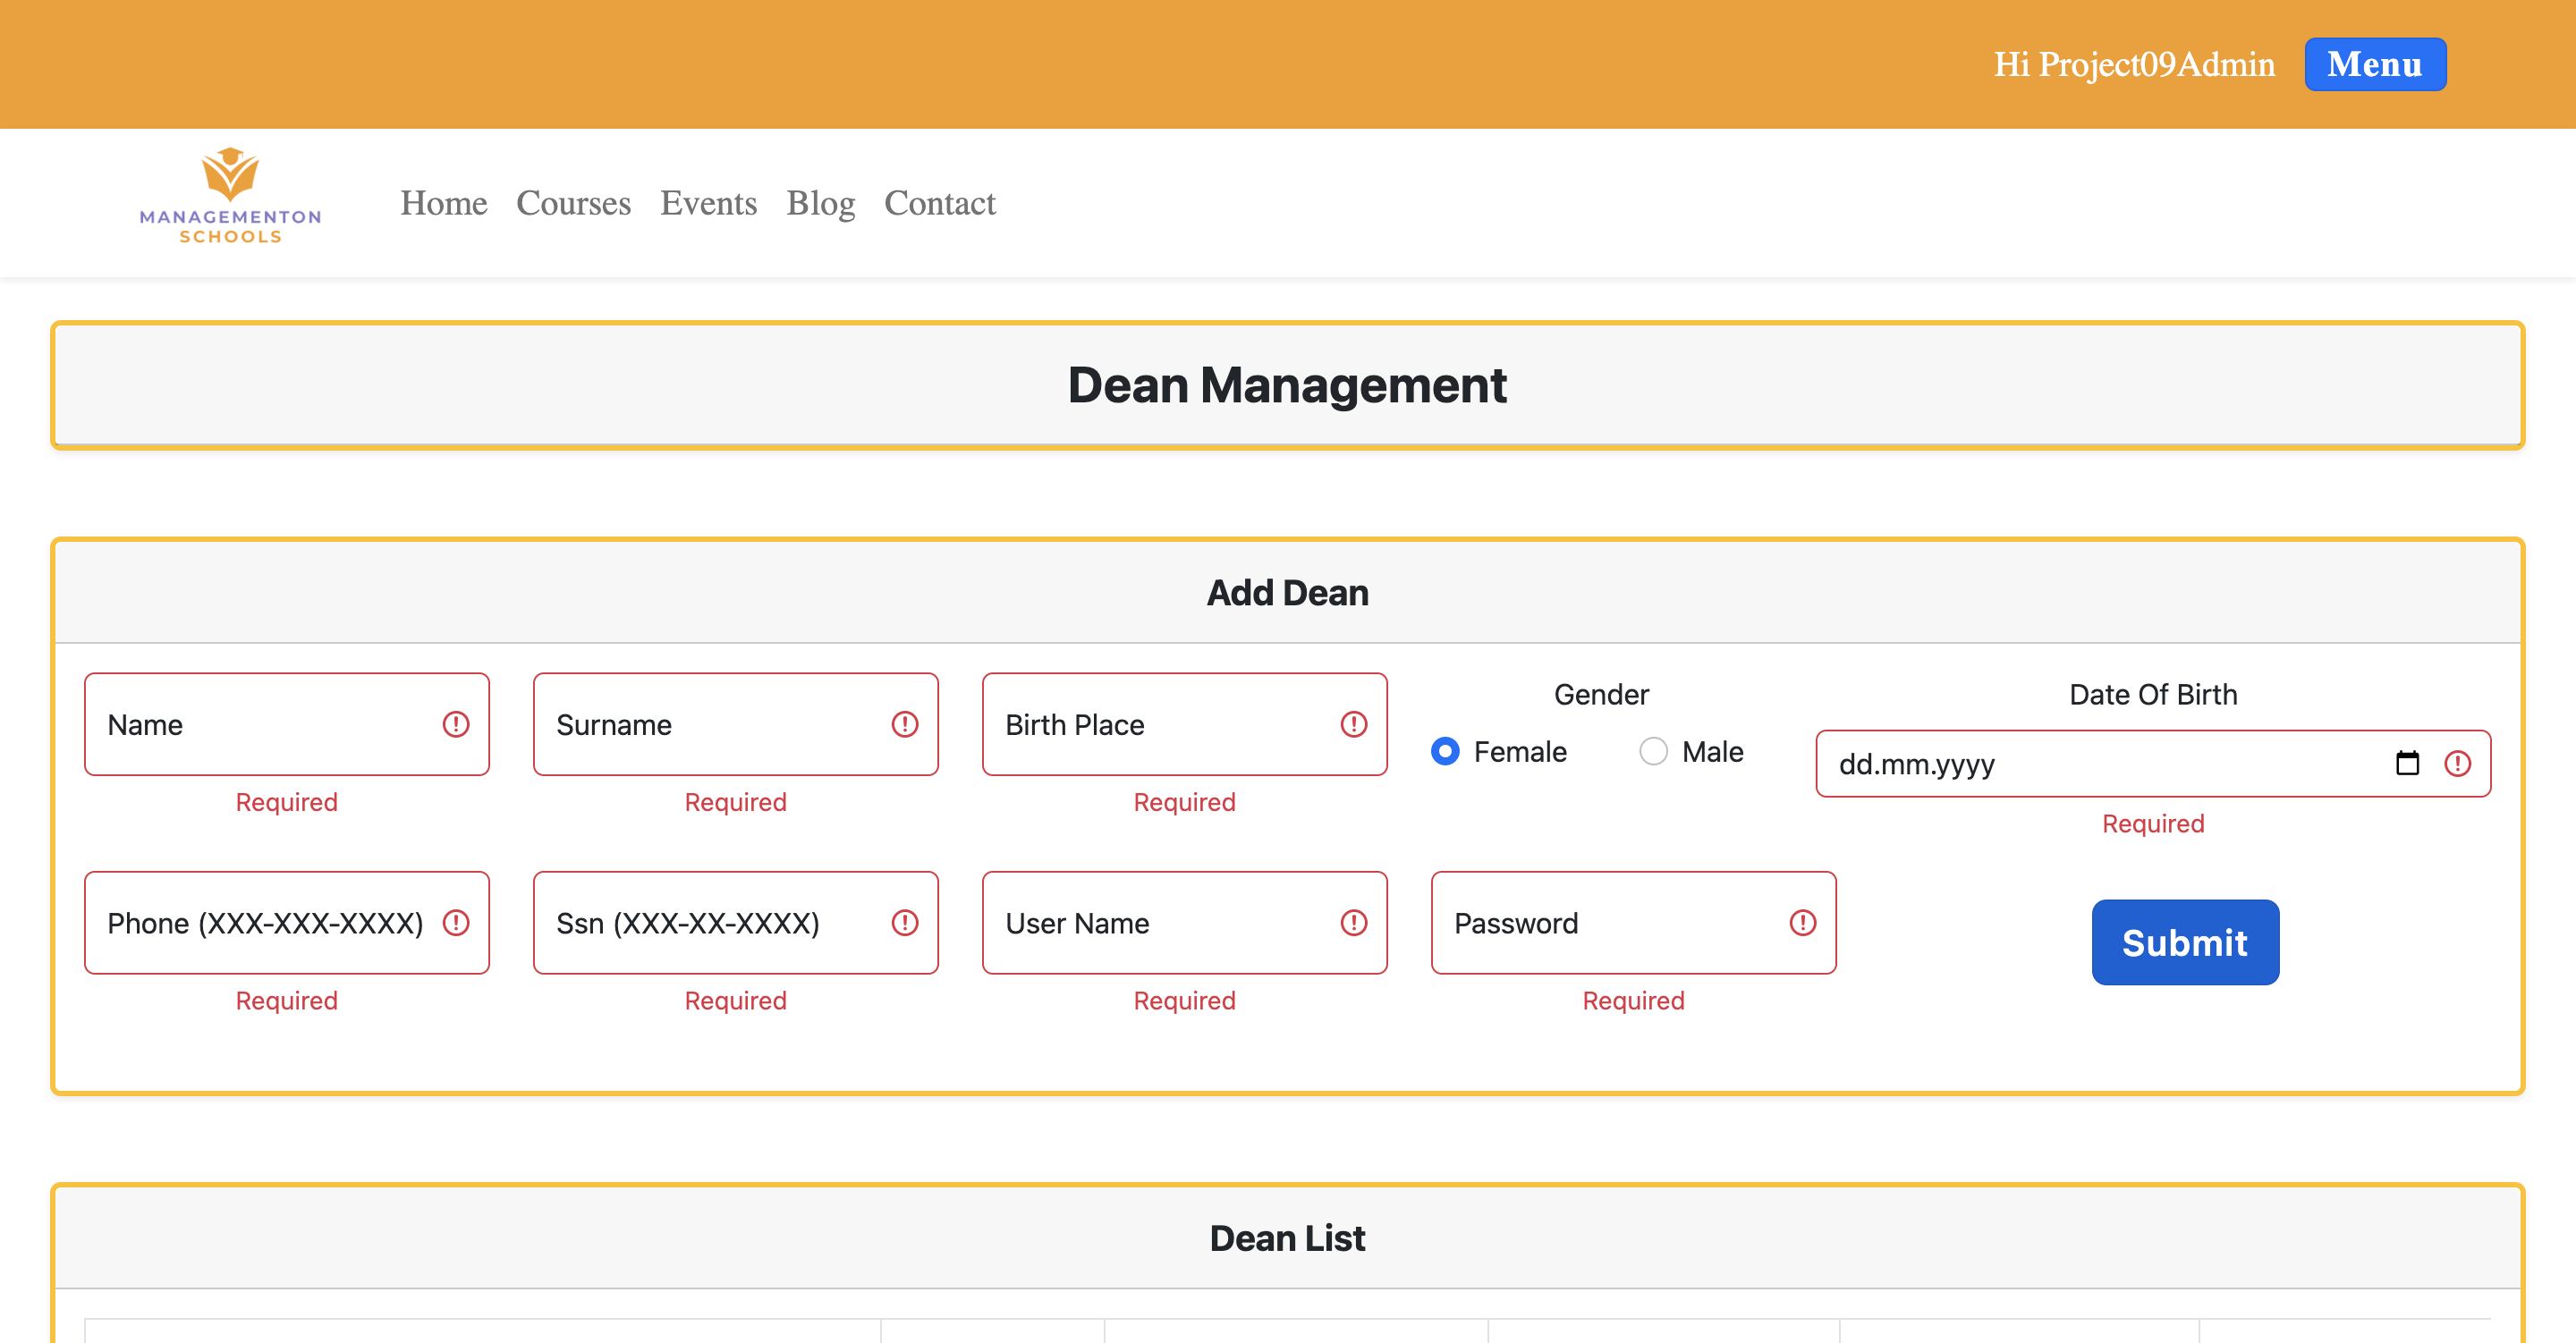 Hi Project09Admin Menu
MANAGEMENTON
SCHOOLS
Home Courses Events Blog Contact
Dean Management
Add Dean
Name
Required
Surname
Required
Birth Place
Required
Gender
Female Male
Date Of Birth
dd.mm.yyyy
Required
Phone (XXX-XXX-XXXX)
Required
Ssn (XXX-XX-XXXX)
Required
User Name
Required
Password
Required
Submit
Dean List